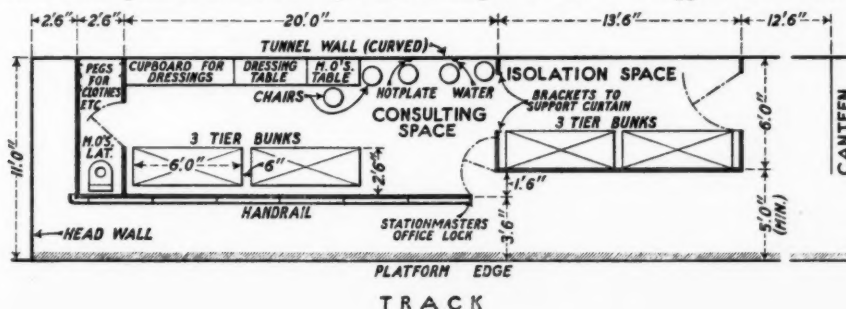 2'6"
2'6"
20'0"
13'6"
12'6"
TUNNEL WALL (CURVED)
PEGS
FOR
CLOTHES
ETC.
CUPBOARD FOR
DRESSINGS
DRESSING
TABLE
M.O'S.
TABLE
CHAIRS
HOTPLATE
WATER
ISOLATION SPACE
CONSULTING
SPACE
BRACKETS TO
SUPPORT CURTAIN
3 TIER BUNKS
3 TIER BUNKS
CANTEEN
11'0"
M.O'S.
LAT.
6'0"
6"
2'6"
6'0"
1'6"
HANDRAIL
STATIONMASTERS
OFFICE LOCK
3'6"
5'0"
(MIN.)
HEAD WALL
PLATFORM EDGE
TRACK